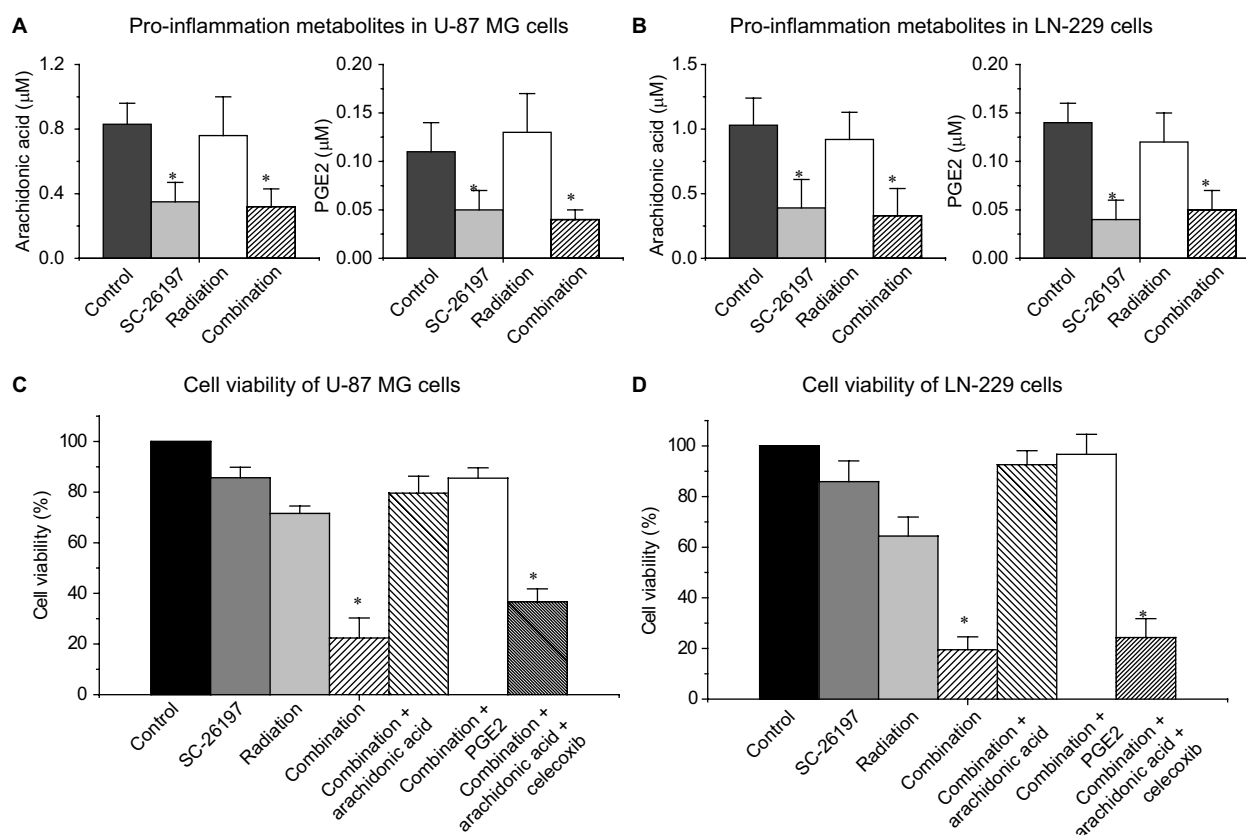 A Pro-inflammation metabolites in U-87 MG cells
Arachidonic acid (μM)
1.2
0.8
0.4
0.0
*
*
Control
SC-26197
Radiation
Combination
PGE2 (μM)
0.20
0.15
0.10
0.05
0.00
*
*
Control
SC-26197
Radiation
Combination
B Pro-inflammation metabolites in LN-229 cells
Arachidonic acid (μM)
1.5
1.0
0.5
0.0
*
*
Control
SC-26197
Radiation
Combination
PGE2 (μM)
0.20
0.15
0.10
0.05
0.00
*
*
Control
SC-26197
Radiation
Combination
C Cell viability of U-87 MG cells
Cell viability (%)
100
80
60
40
20
0
*
*
Control
SC-26197
Radiation
Combination
Combination +
arachidonic acid
Combination +
PGE2
Combination +
arachidonic acid +
celecoxib
D Cell viability of LN-229 cells
Cell viability (%)
100
80
60
40
20
0
*
*
Control
SC-26197
Radiation
Combination
Combination +
arachidonic acid
Combination +
PGE2
Combination +
arachidonic acid +
celecoxib